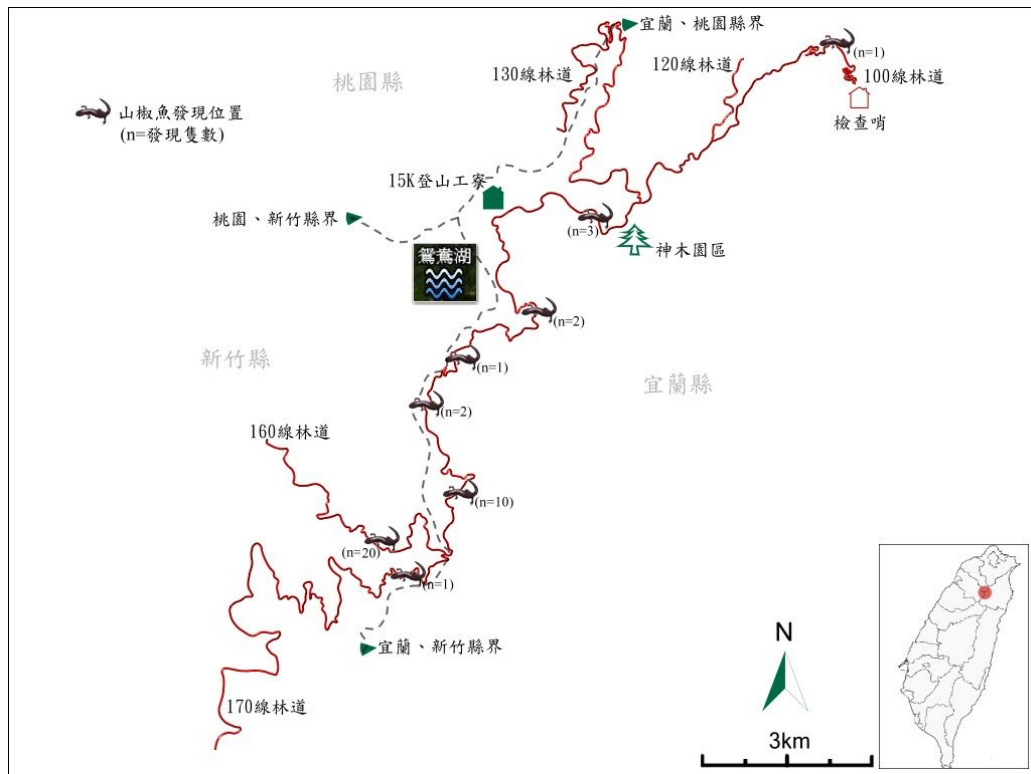 宜蘭、桃園縣界
(n=1)
130線林道
120線林道
100線林道
桃園縣
山椒魚發現位置
(n=發現隻數)
檢查哨
15K登山工寮
桃園、新竹縣界
(n=3)
神木園區
鴛鴦湖
(n=2)
新竹縣
(n=1)
宜蘭縣
(n=2)
160線林道
(n=10)
(n=20)
(n=1)
宜蘭、新竹縣界
N
170線林道
3km